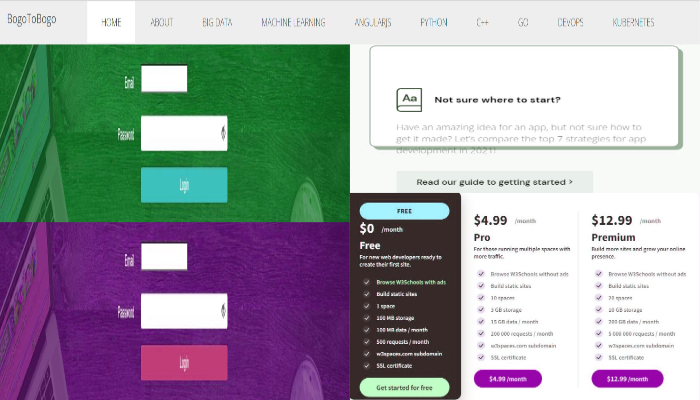 BogoToBogo
HOME ABOUT BIG DATA MACHINE LEARNING ANGULARJS PYTHON C++ GO DEVOPS KUBERNETES
Email
Password
Login
Email
Password
Login
Aa
Not sure where to start?
Have an amazing idea for an app, but not sure how to
get it made? Let's compare the top 7 strategies for app
development in 2021!
Read our guide to getting started >
FREE
$0 /month
Free
For new web developers ready to
create their first site.
Browse W3Schools with ads
Build static sites
1 space
100 MB storage
100 MB data / month
500 requests / month
w3spaces.com subdomain
SSL certificate
Get started for free
$4.99 /month
Pro
For those running multiple spaces with
more traffic.
Browse W3Schools without ads
Build static sites
10 spaces
3 GB storage
15 GB data / month
200 000 requests / month
w3spaces.com subdomain
SSL certificate
$4.99 /month
$12.99 /month
Premium
Build more sites and grow your online
presence.
Browse W3Schools without ads
Build static sites
20 spaces
10 GB storage
200 GB data / month
5 000 000 requests / month
w3spaces.com subdomain
SSL certificate
$12.99 /month